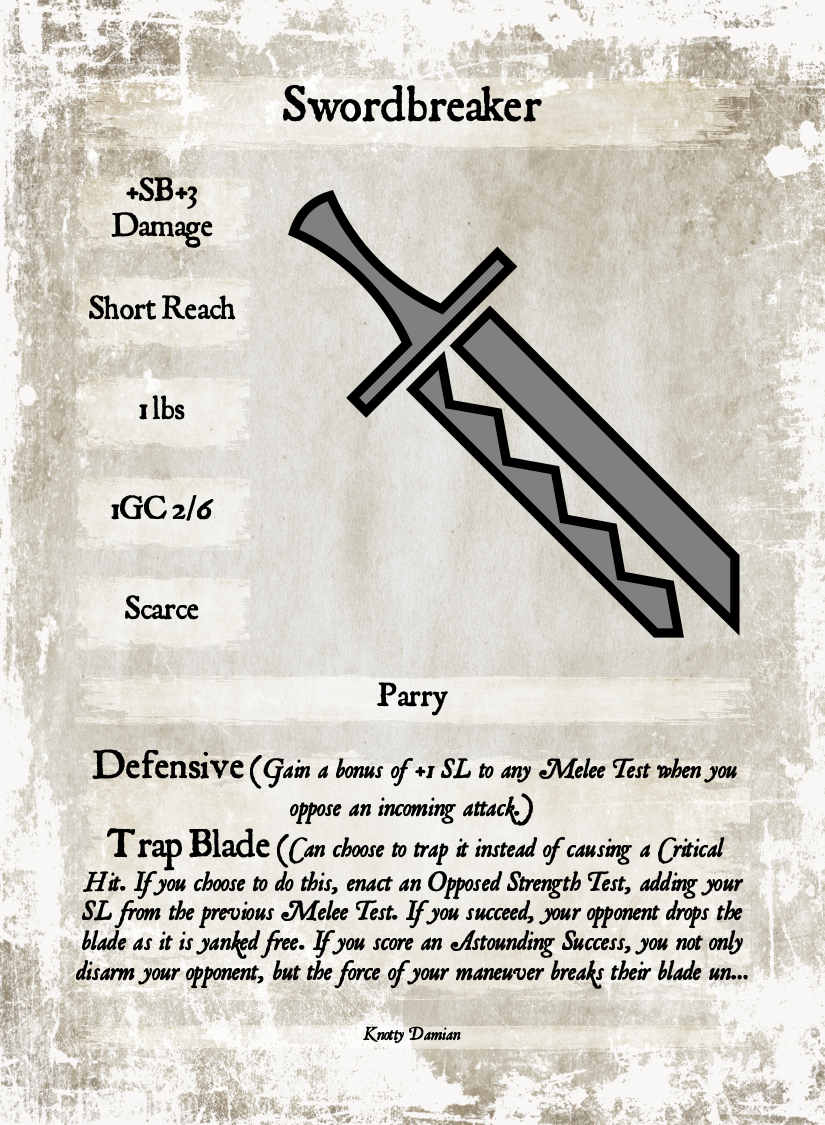 Swordbreaker
+SB+3
Damage
Short Reach
1 lbs
1GC 2/6
Scarce
Parry
Defensive (Gain a bonus of +1 SL to any Melee Test when you
oppose an incoming attack.)
Trap Blade (Can choose to trap it instead of causing a Critical
Hit. If you choose to do this, enact an Opposed Strength Test, adding your
SL from the previous Melee Test. If you succeed, your opponent drops the
blade as it is yanked free. If you score an Astounding Success, you not only
disarm your opponent, but the force of your maneuver breaks their blade un...
Knotty Damian